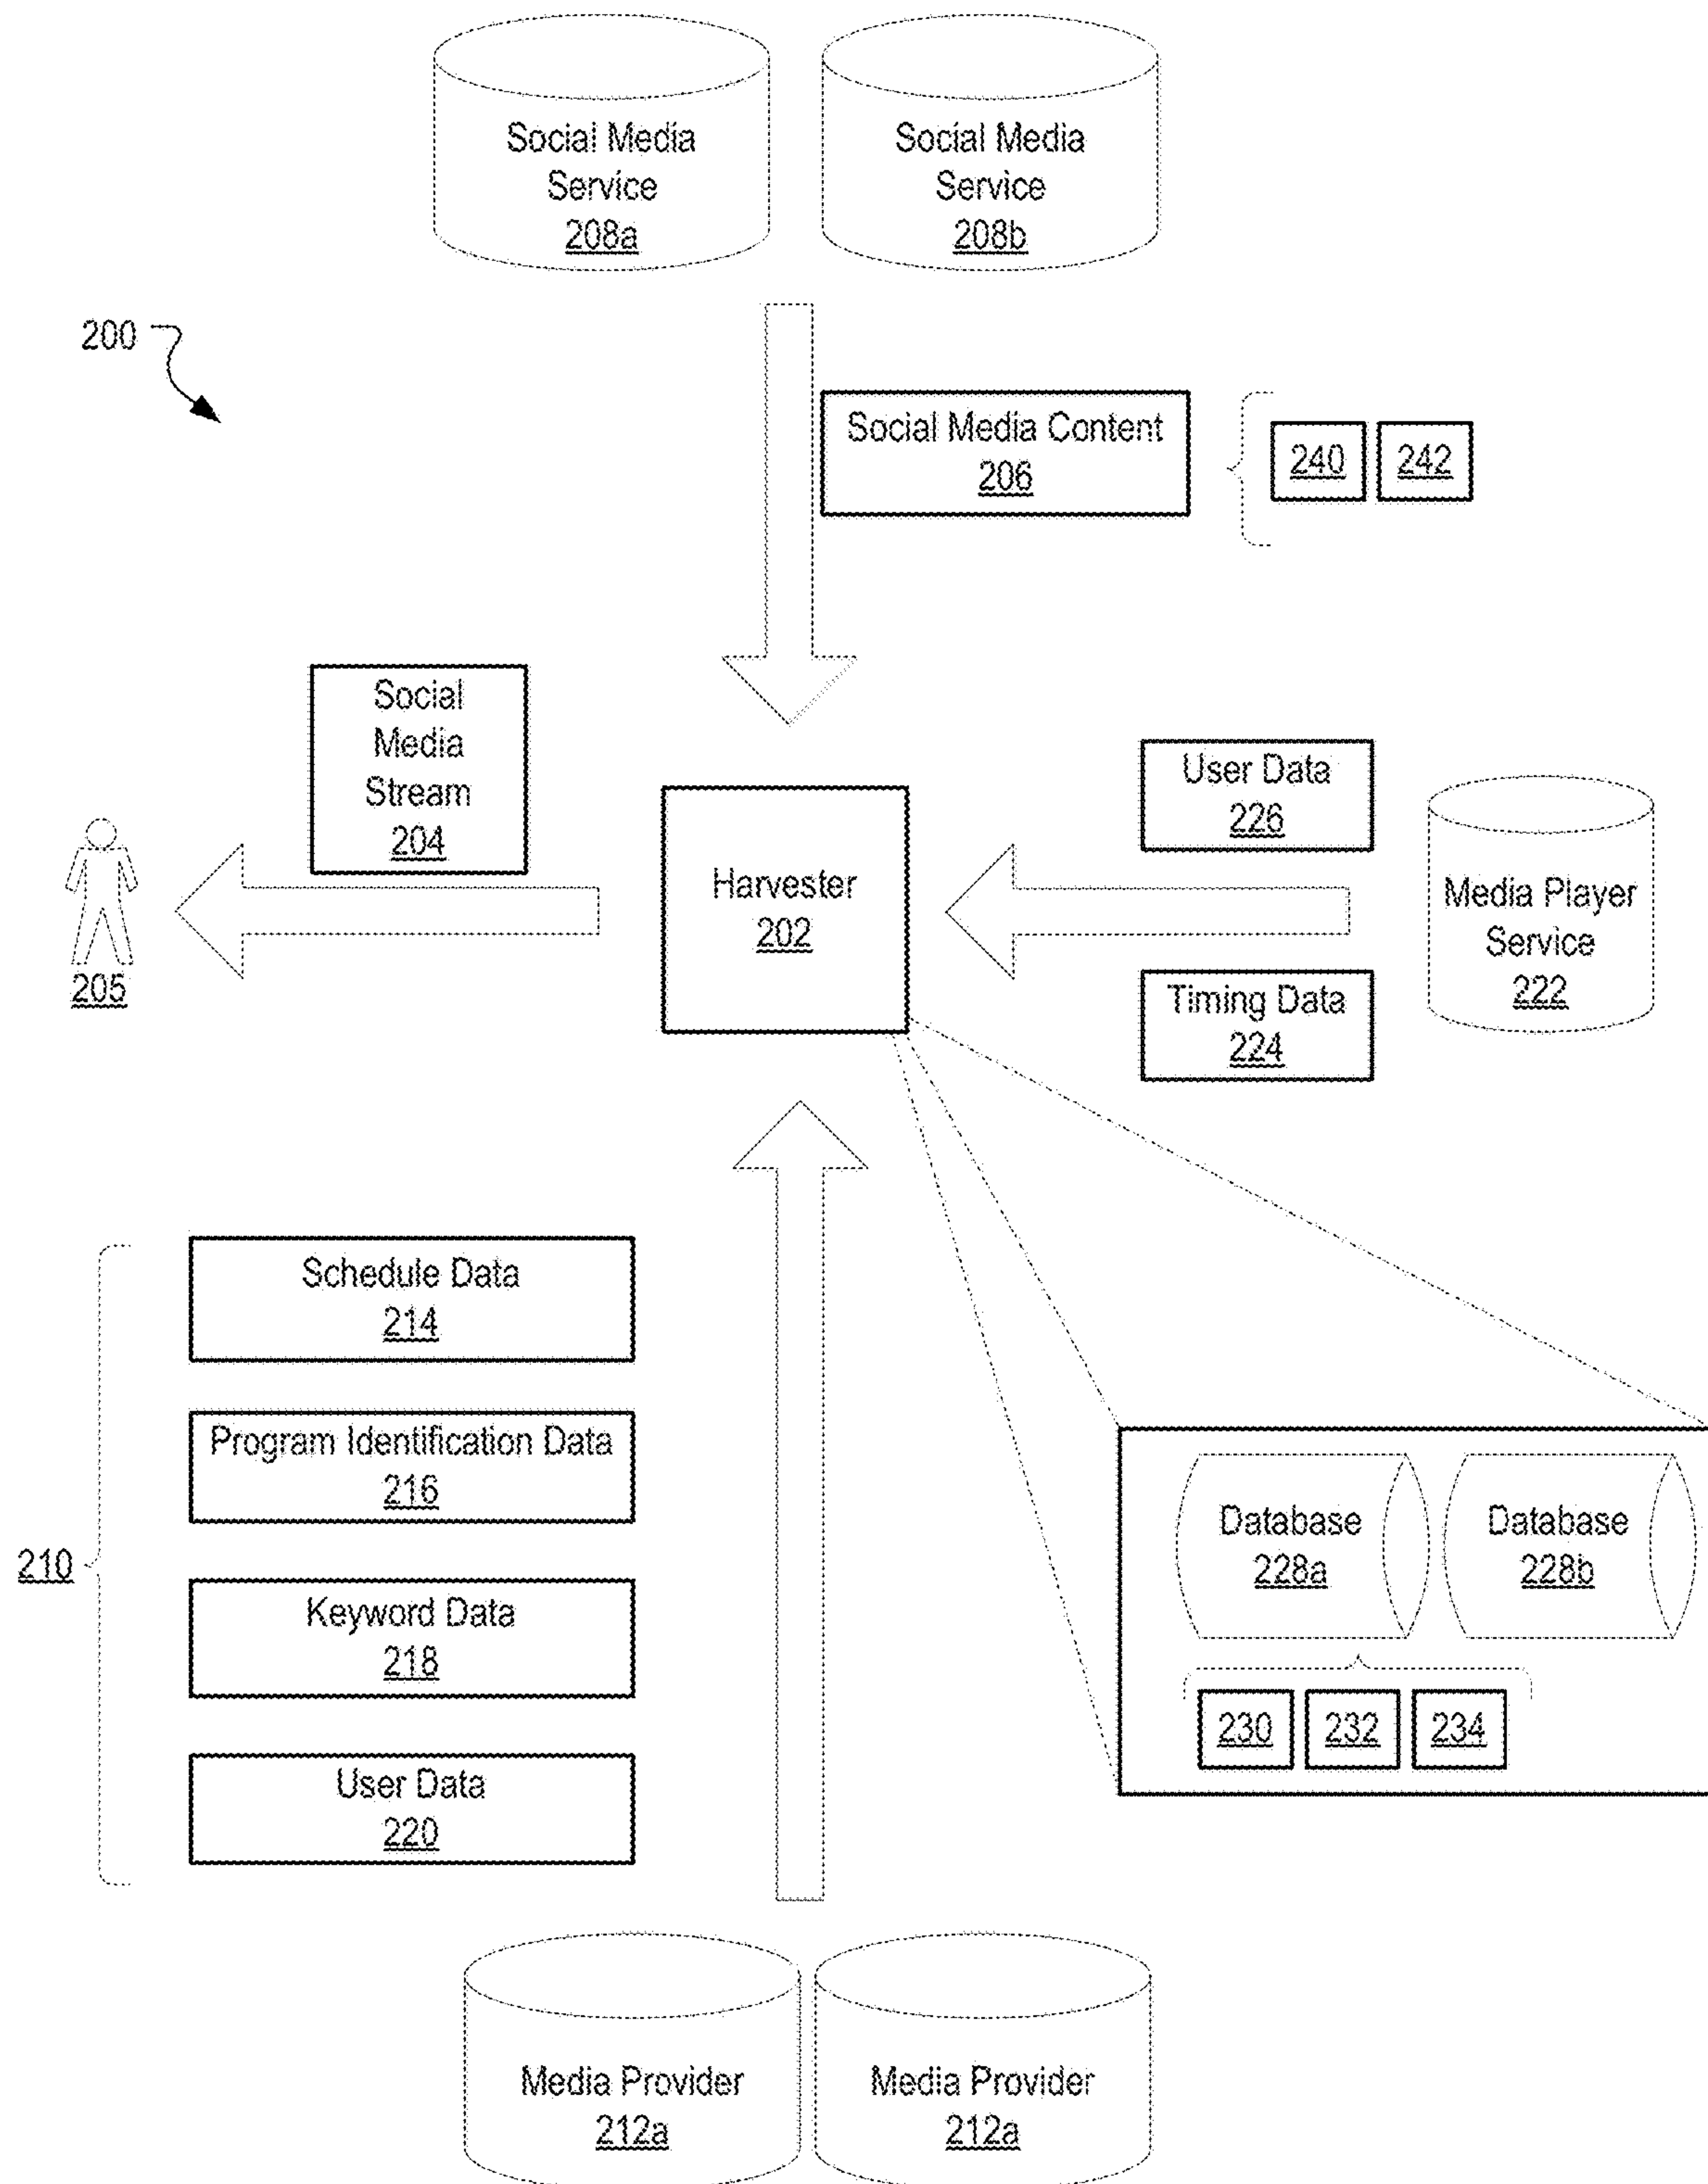 Social Media
Service
208a
Social Media
Service
208b
200
Social Media Content
206
240
242
Social
Media
Stream
204
205
Harvester
202
User Data
226
Timing Data
224
Media Player
Service
222
210
Schedule Data
214
Program Identification Data
216
Keyword Data
218
User Data
220
Database
228a
Database
228b
230
232
234
Media Provider
212a
Media Provider
212a